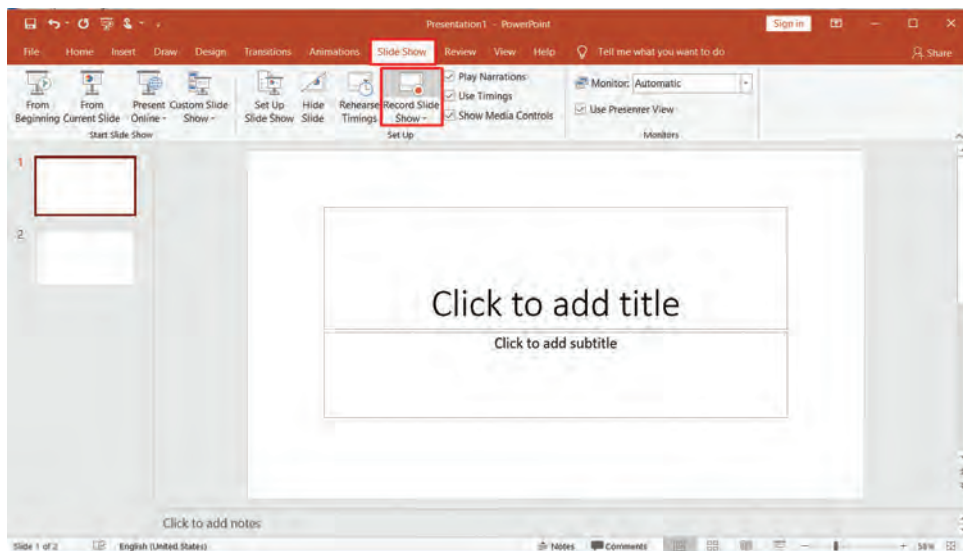 Presentation1 - PowerPoint
Sign in
File Home Insert Draw Design Transitions Animations Slide Show Review View Help Tell me what you want to do Share
From Beginning
From Current Slide
Present Online
Custom Slide Show
Set Up Slide Show
Hide Slide
Rehearse Timings
Record Slide Show
Play Narrations
Use Timings
Show Media Controls
Monitor: Automatic
Use Presenter View
Start Slide Show
Set Up
Monitors
1
2
Click to add title
Click to add subtitle
Click to add notes
Slide 1 of 2 English (United States) Notes Comments 58%